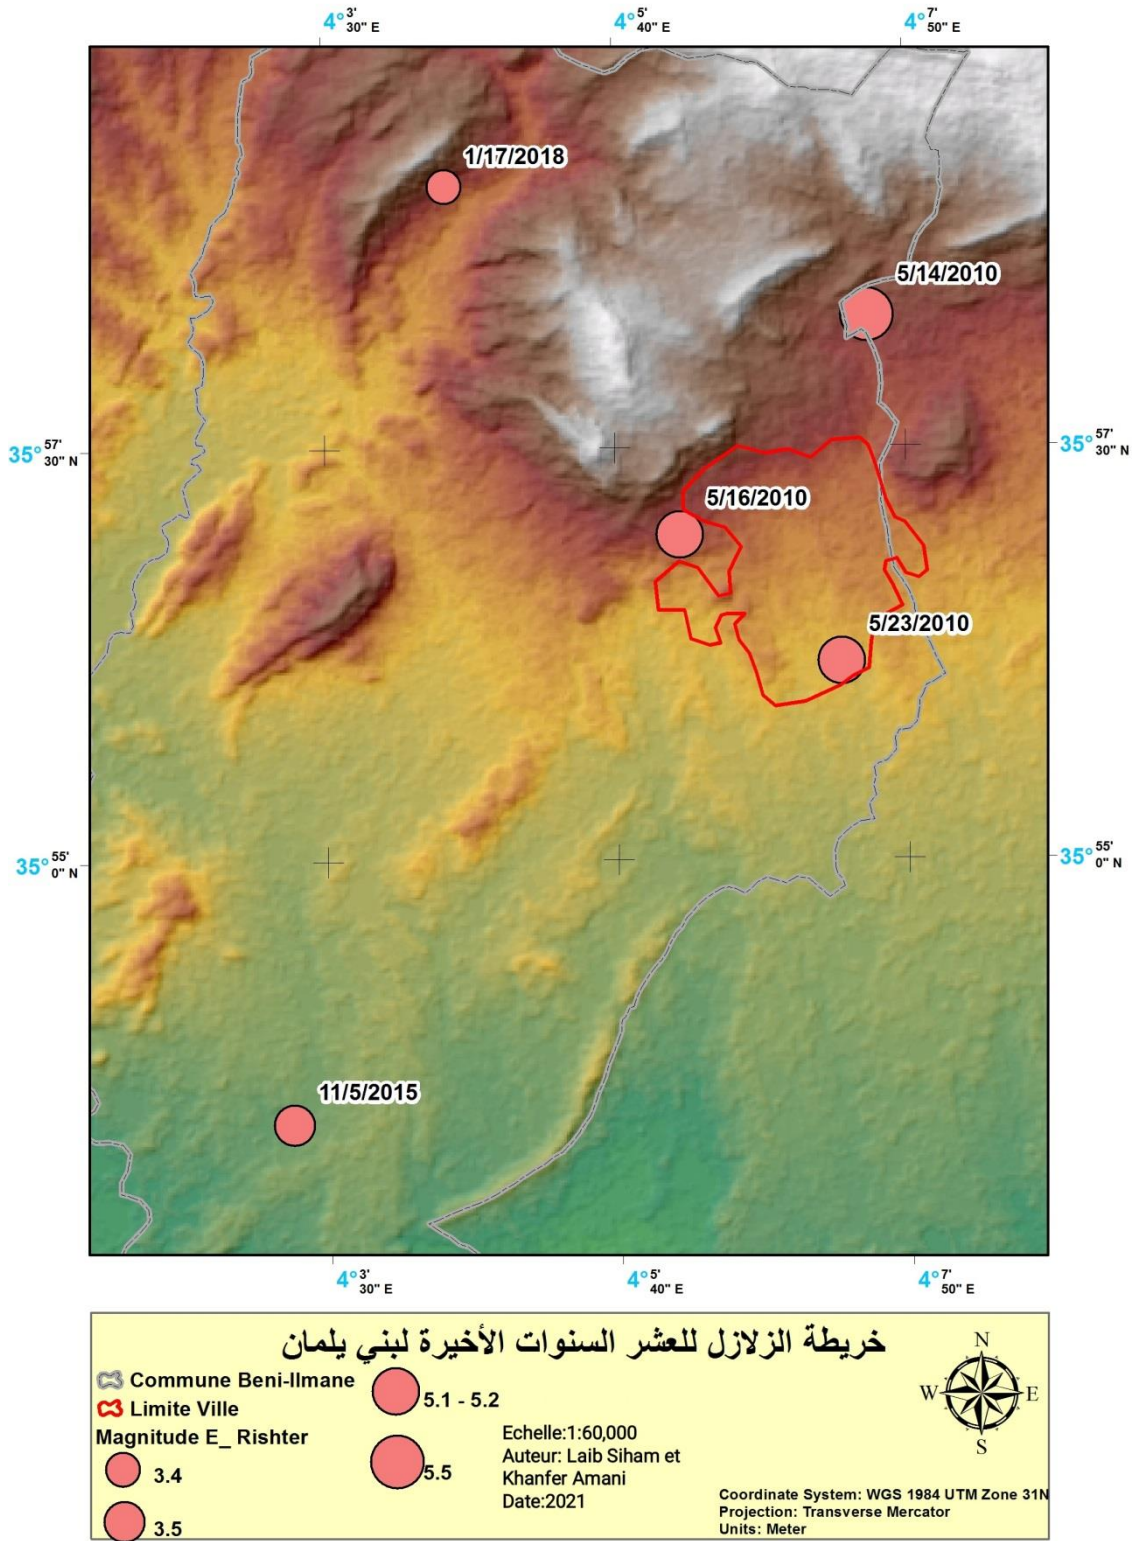 4° 3' 30" E
4° 5' 40" E
4° 7' 50" E
1/17/2018
5/14/2010
35° 57' 30" N
35° 57' 30" N
5/16/2010
5/23/2010
35° 55' 0" N
35° 55' 0" N
11/5/2015
4° 3' 30" E
4° 5' 40" E
4° 7' 50" E
خريطة الزلازل للعشر السنوات الأخيرة لبني يلمان
Commune Beni-Ilmane
Limite Ville
Magnitude E_ Rishter
3.4
3.5
5.1 - 5.2
5.5
Echelle:1:60,000
Auteur: Laib Siham et
Khanfer Amani
Date:2021
N
W E
S
Coordinate System: WGS 1984 UTM Zone 31N
Projection: Transverse Mercator
Units: Meter